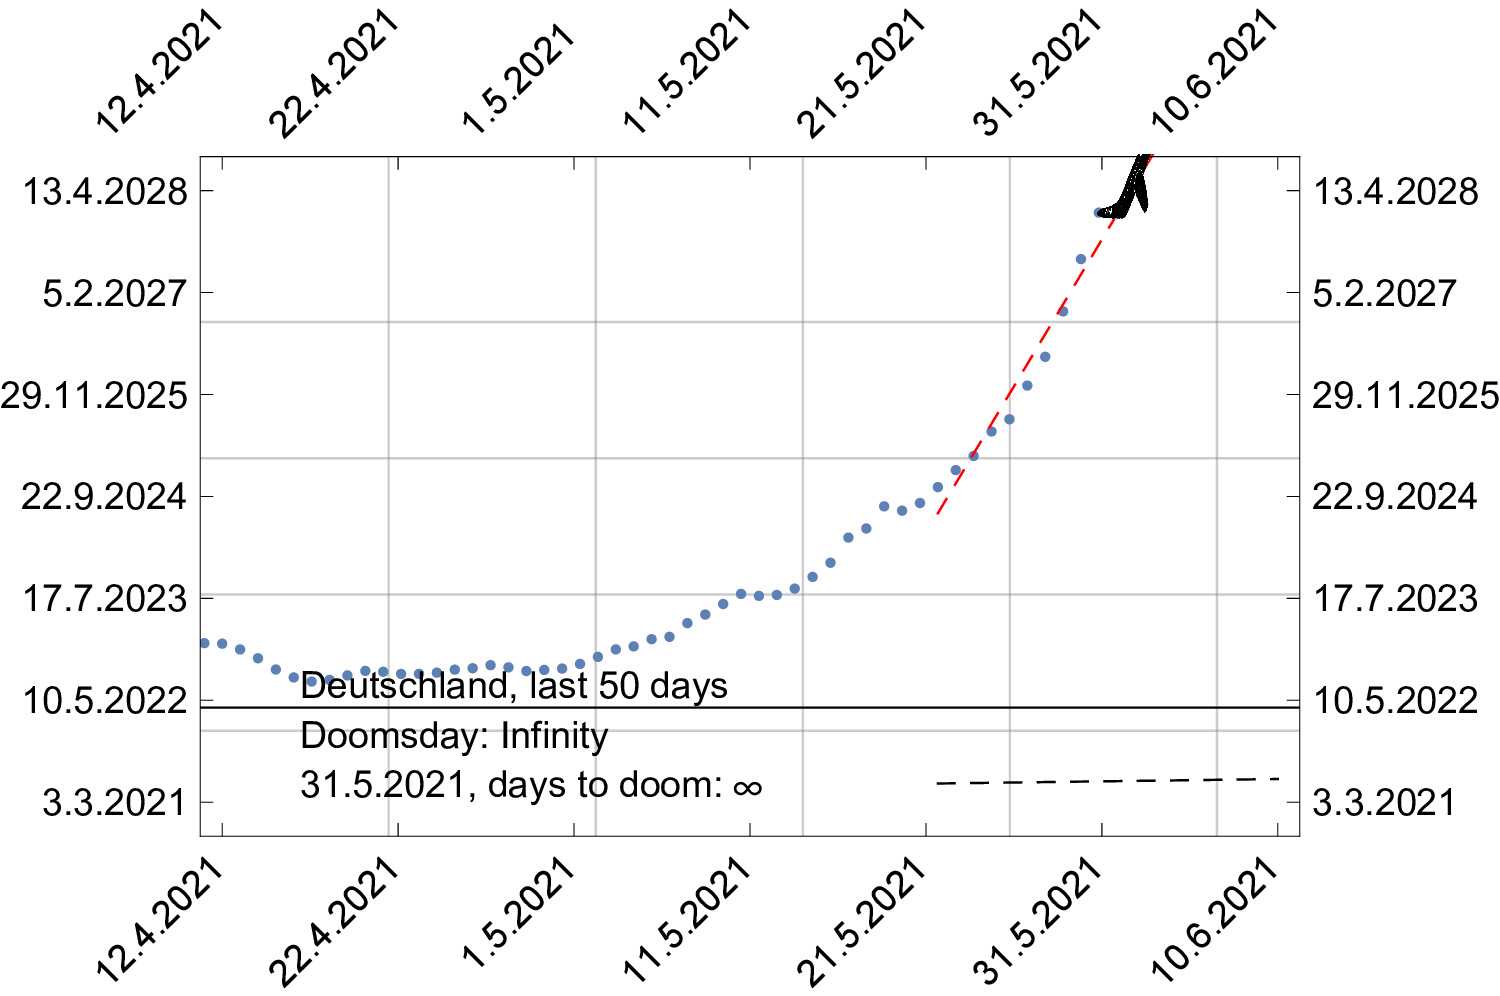 12.4.2021 22.4.2021 1.5.2021 11.5.2021 21.5.2021 31.5.2021 10.6.2021
13.4.2028 13.4.2028
5.2.2027 5.2.2027
29.11.2025 29.11.2025
22.9.2024 22.9.2024
17.7.2023 17.7.2023
Deutschland, last 50 days
10.5.2022 10.5.2022
Doomsday: Infinity
31.5.2021, days to doom: ∞
3.3.2021 3.3.2021
12.4.2021 22.4.2021 1.5.2021 11.5.2021 21.5.2021 31.5.2021 10.6.2021